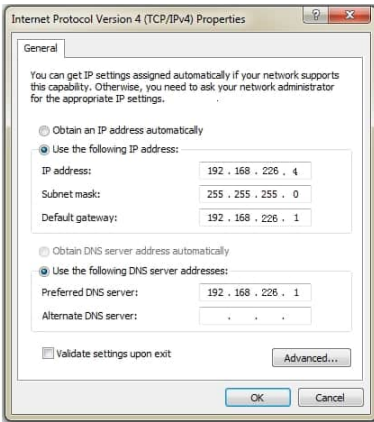 Internet Protocol Version 4 (TCP/IPv4) Properties
General
You can get IP settings assigned automatically if your network supports
this capability. Otherwise, you need to ask your network administrator
for the appropriate IP settings.
Obtain an IP address automatically
Use the following IP address:
IP address: 192 . 168 . 226 . 4
Subnet mask: 255 . 255 . 255 . 0
Default gateway: 192 . 168 . 226 . 1
Obtain DNS server address automatically
Use the following DNS server addresses:
Preferred DNS server: 192 . 168 . 226 . 1
Alternate DNS server: . . .
Validate settings upon exit
Advanced...
OK Cancel